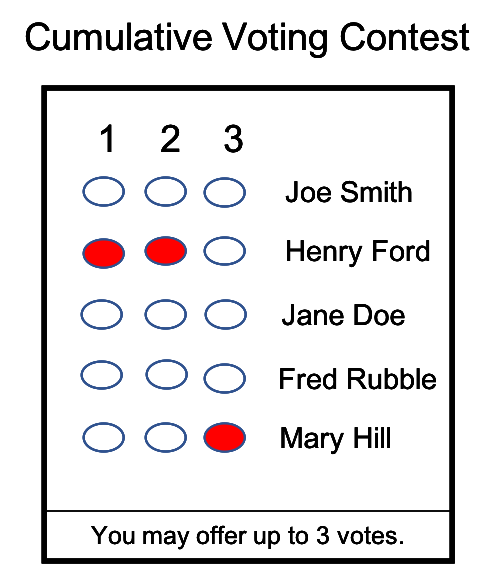 Cumulative Voting Contest
1 2 3
Joe Smith
Henry Ford
Jane Doe
Fred Rubble
Mary Hill
You may offer up to 3 votes.